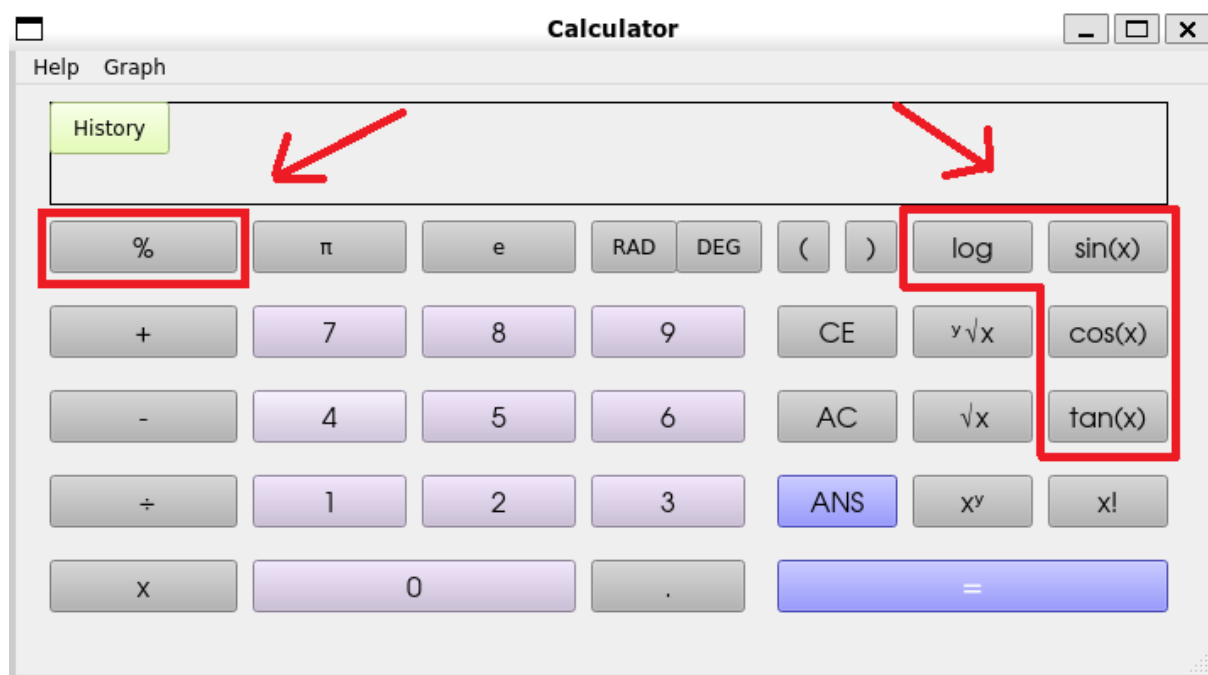 Calculator
Help Graph
History
% π e RAD DEG ( ) log sin(x)
+ 7 8 9 CE ʸ√x cos(x)
- 4 5 6 AC √x tan(x)
÷ 1 2 3 ANS xʸ x!
x 0 . =